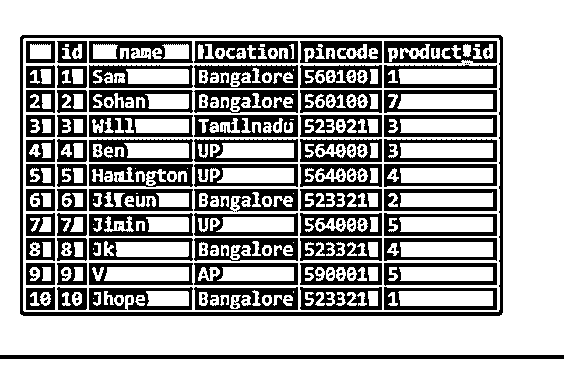 id name location pincode product_id
1 1 Sam Bangalore 560100 1
2 2 Sohan Bangalore 560100 7
3 3 Will Tamilnadu 523021 3
4 4 Ben UP 564000 3
5 5 Hamington UP 564000 4
6 6 Jifeun Bangalore 523321 2
7 7 Jimin UP 564000 5
8 8 Jk Bangalore 523321 4
9 9 V AP 590001 5
10 10 Jhope Bangalore 523321 1